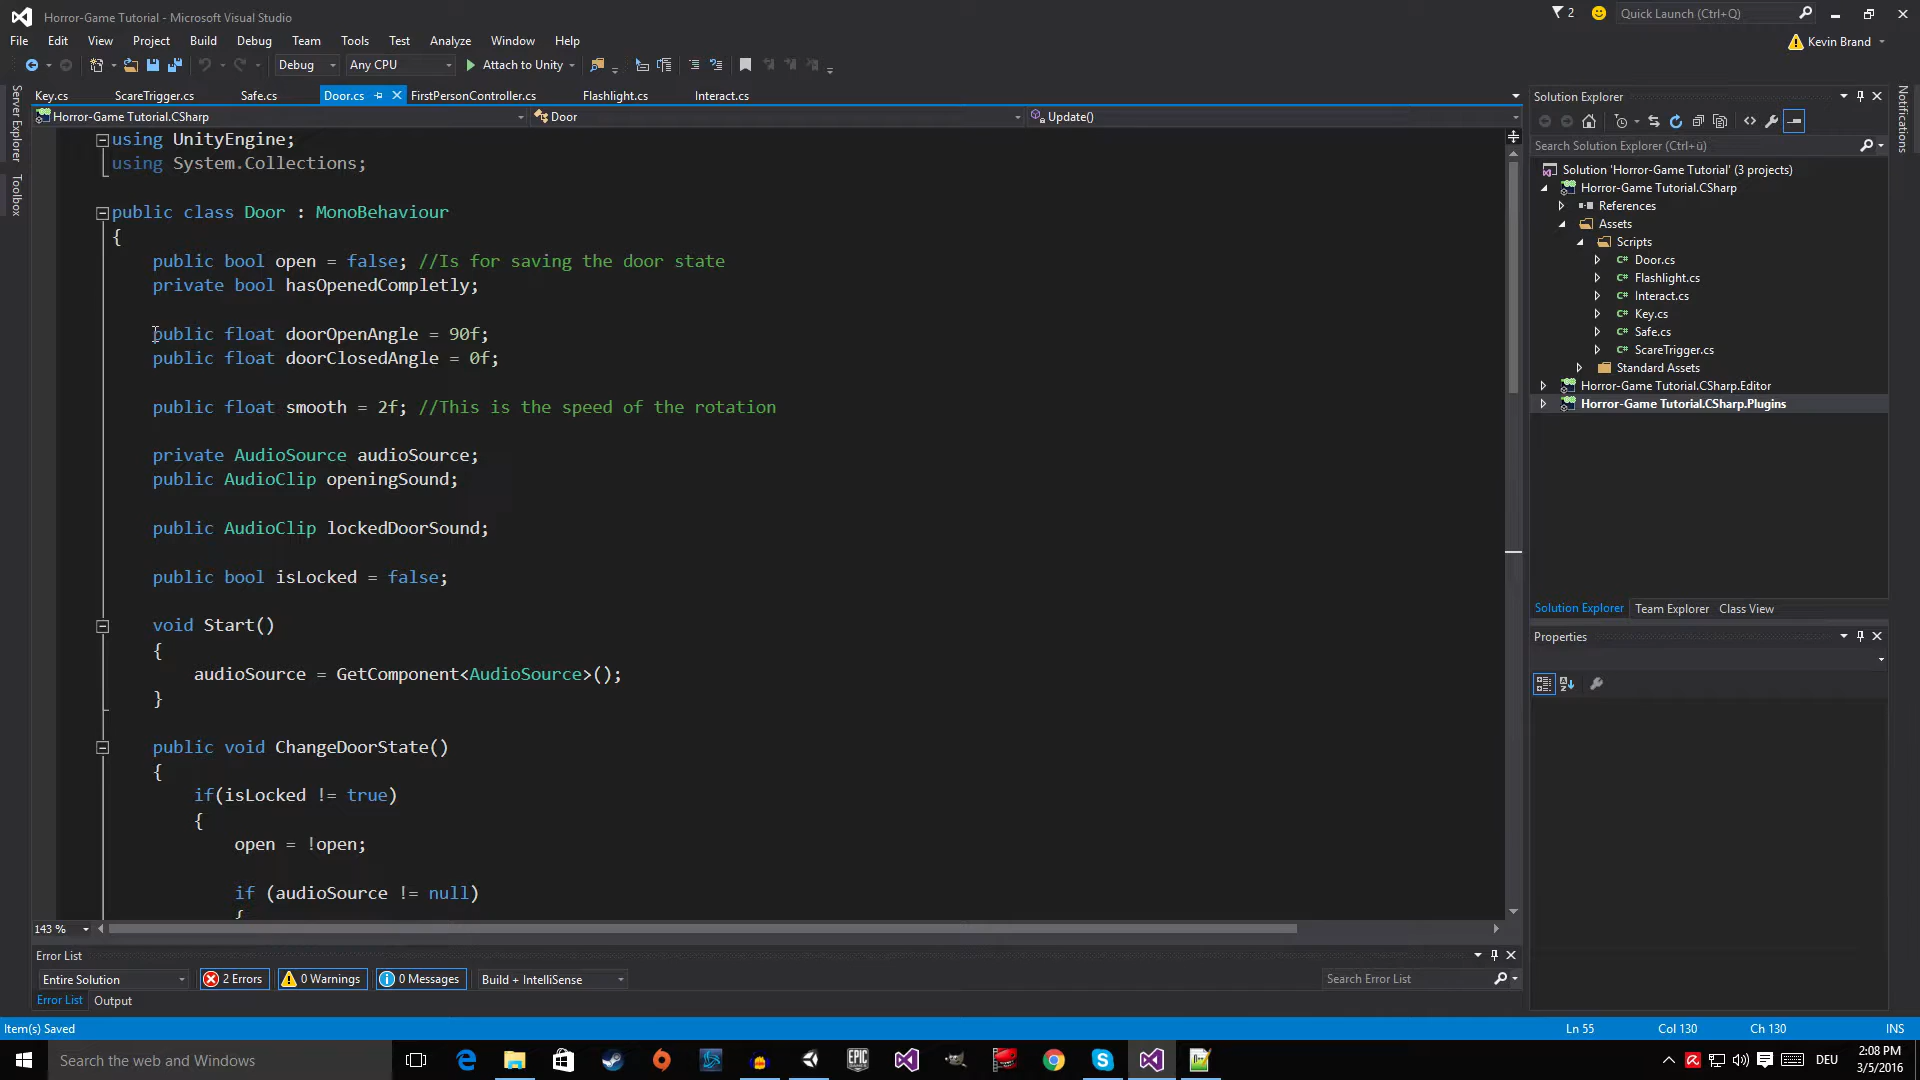 Horror-Game Tutorial - Microsoft Visual Studio
2
Quick Launch (Ctrl+Q)
File Edit View Project Build Debug Team Tools Test Analyze Window Help
Kevin Brand
Debug Any CPU Attach to Unity
Server Explorer
Toolbox
Key.cs ScareTrigger.cs Safe.cs Door.cs FirstPersonController.cs Flashlight.cs Interact.cs
Horror-Game Tutorial.CSharp Door Update()
using UnityEngine;
using System.Collections;
public class Door : MonoBehaviour
{
public bool open = false; //Is for saving the door state
private bool hasOpenedCompletly;
public float doorOpenAngle = 90f;
public float doorClosedAngle = 0f;
public float smooth = 2f; //This is the speed of the rotation
private AudioSource audioSource;
public AudioClip openingSound;
public AudioClip lockedDoorSound;
public bool isLocked = false;
void Start()
{
audioSource = GetComponent<AudioSource>();
}
public void ChangeDoorState()
{
if(isLocked != true)
{
open = !open;
if (audioSource != null)
{
143 %
Solution Explorer
Search Solution Explorer (Ctrl+ü)
Solution 'Horror-Game Tutorial' (3 projects)
Horror-Game Tutorial.CSharp
References
Assets
Scripts
C# Door.cs
C# Flashlight.cs
C# Interact.cs
C# Key.cs
C# Safe.cs
C# ScareTrigger.cs
Standard Assets
Horror-Game Tutorial.CSharp.Editor
Horror-Game Tutorial.CSharp.Plugins
Solution Explorer Team Explorer Class View
Properties
Notifications
Error List
Entire Solution 2 Errors 0 Warnings 0 Messages Build + IntelliSense Search Error List
Error List Output
Item(s) Saved Ln 55 Col 130 Ch 130 INS
Search the web and Windows
EPIC GAMES
DEU
2:08 PM
3/5/2016